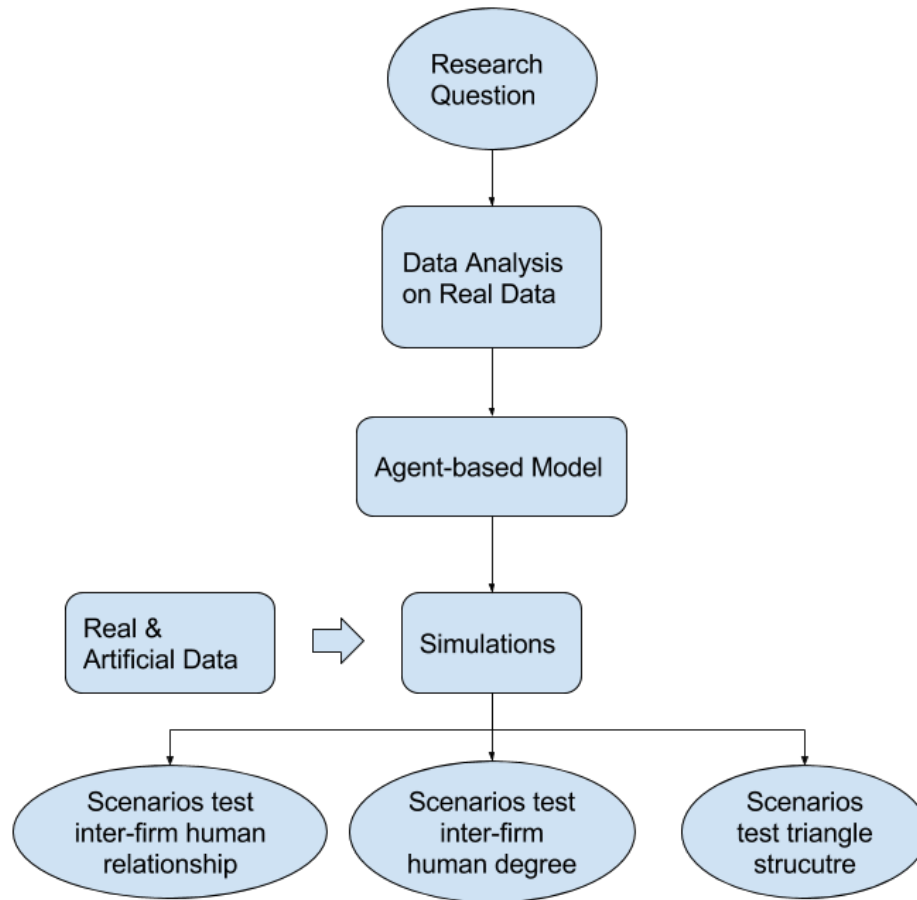 Research
Question
Data Analysis
on Real Data
Agent-based Model
Real &
Artificial Data
Simulations
Scenarios test
inter-firm human
relationship
Scenarios test
inter-firm
human degree
Scenarios
test triangle
strucutre